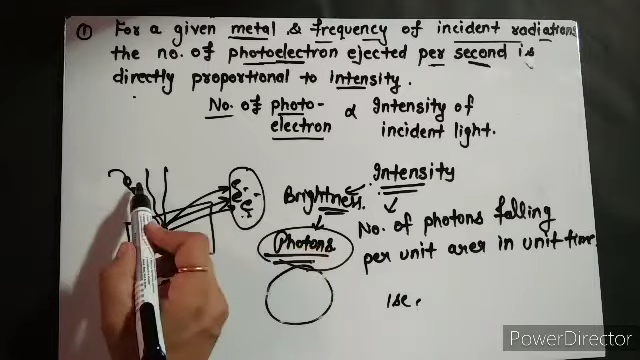 ① For a given metal & frequency of incident radiations
the no. of photoelectron ejected per second is
directly proportional to intensity.
No. of photo-
electron ∝ Intensity of
incident light.
Intensity
Brightness.
Photons
No. of photons falling
per unit area in unit time
e⁻
e⁻
1se.
PowerDirector